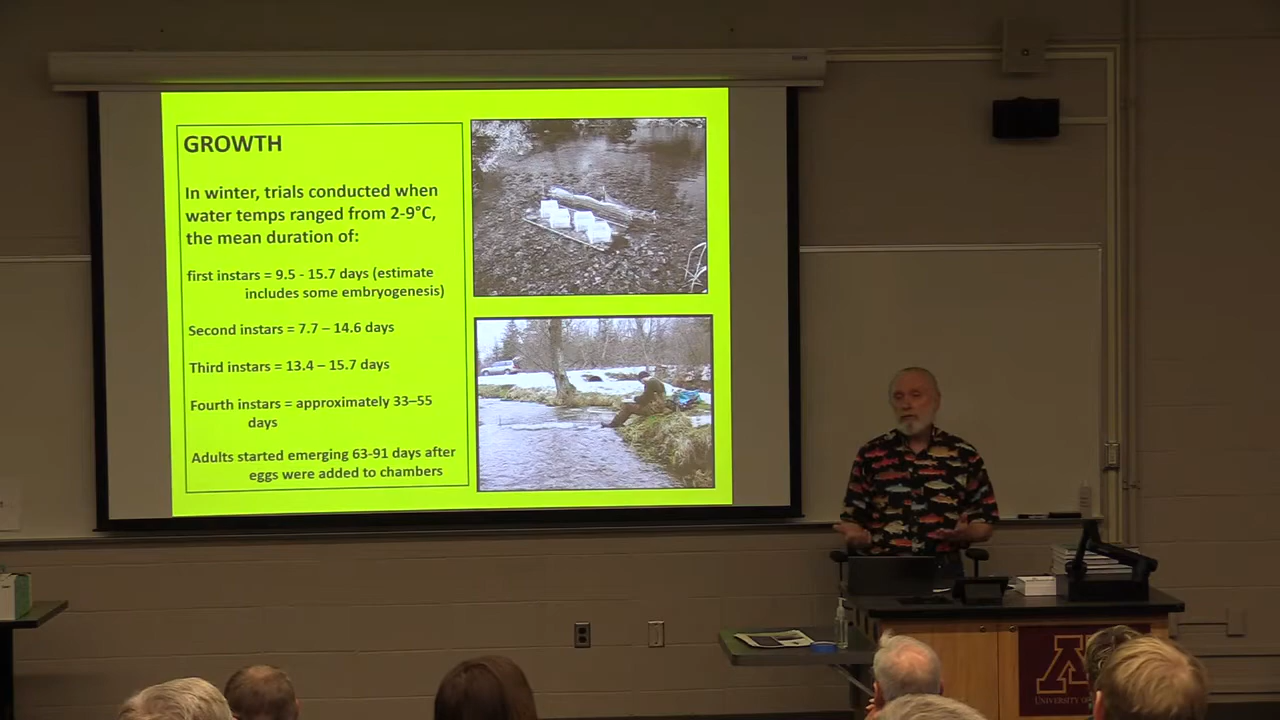 GROWTH
In winter, trials conducted when
water temps ranged from 2-9°C,
the mean duration of:
first instars = 9.5 - 15.7 days (estimate
includes some embryogenesis)
Second instars = 7.7 – 14.6 days
Third instars = 13.4 – 15.7 days
Fourth instars = approximately 33–55
days
Adults started emerging 63-91 days after
eggs were added to chambers
UNIVERSITY OF